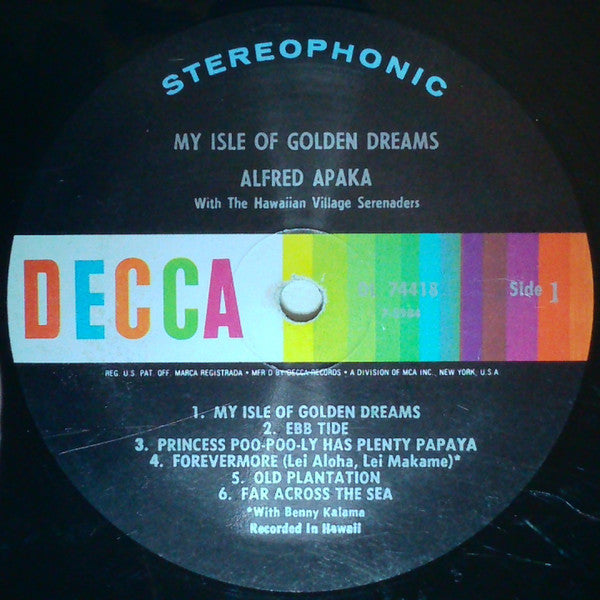 STEREOPHONIC
MY ISLE OF GOLDEN DREAMS
ALFRED APAKA
With The Hawaiian Village Serenaders
DECCA
74418
Side 1
REG. U.S. PAT. OFF. MARCA REGISTRADA • MFR'D BY DECCA RECORDS • A DIVISION OF MCA INC., NEW YORK, U.S.A
1. MY ISLE OF GOLDEN DREAMS
2. EBB TIDE
3. PRINCESS POO-POO-LY HAS PLENTY PAPAYA
4. FOREVERMORE (Lei Aloha, Lei Makame)*
5. OLD PLANTATION
6. FAR ACROSS THE SEA
*With Benny Kalama
Recorded In Hawaii